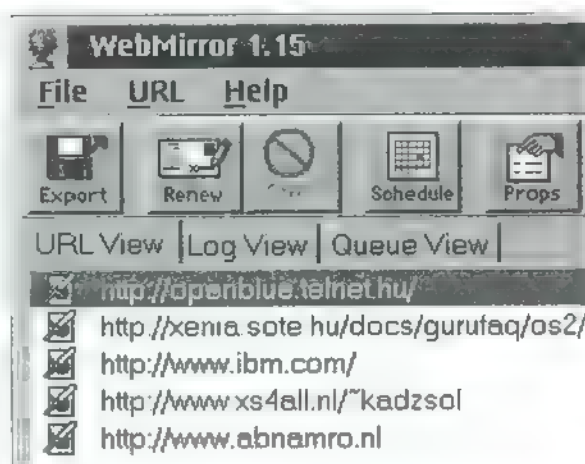 WebMirror 1.15
File URL Help
Export Renew Schedule Props
URL View Log View Queue View
http://openblue.telnet.hu/
http://xenia.sote.hu/docs/gurufaq/os2/
http://www.ibm.com/
http://www.xs4all.nl/~kadzsol
http://www.abnamro.nl